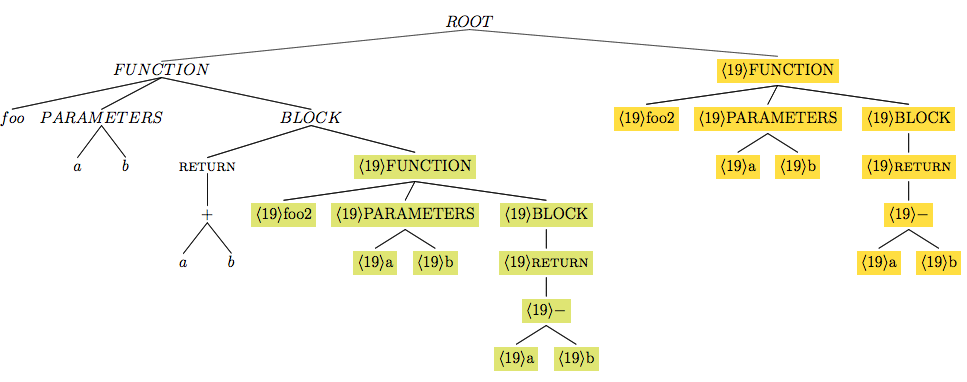 ROOT
FUNCTION ⟨19⟩FUNCTION
foo PARAMETERS BLOCK ⟨19⟩foo2 ⟨19⟩PARAMETERS ⟨19⟩BLOCK
a b RETURN ⟨19⟩FUNCTION ⟨19⟩a ⟨19⟩b ⟨19⟩RETURN
+ ⟨19⟩foo2 ⟨19⟩PARAMETERS ⟨19⟩BLOCK ⟨19⟩−
a b ⟨19⟩a ⟨19⟩b ⟨19⟩RETURN ⟨19⟩a ⟨19⟩b
⟨19⟩−
⟨19⟩a ⟨19⟩b